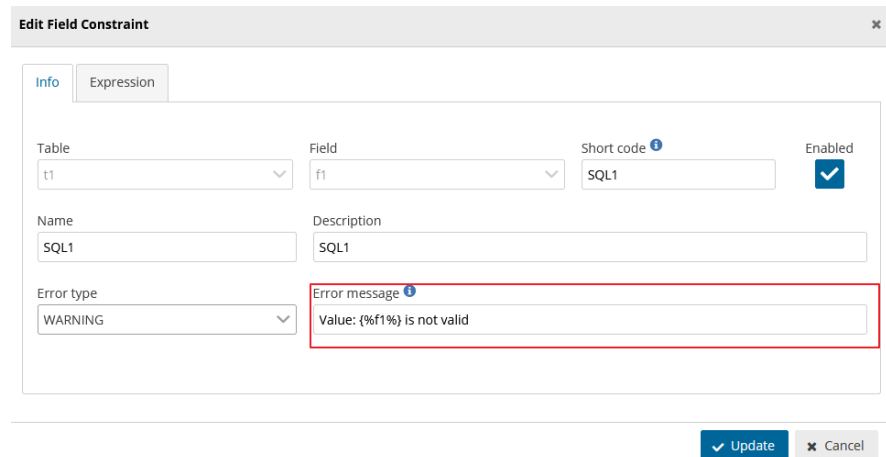 Edit Field Constraint
Info Expression
Table Field Short code Enabled
t1 f1 SQL1
Name Description
SQL1 SQL1
Error type Error message
WARNING Value: {%f1%} is not valid
Update Cancel